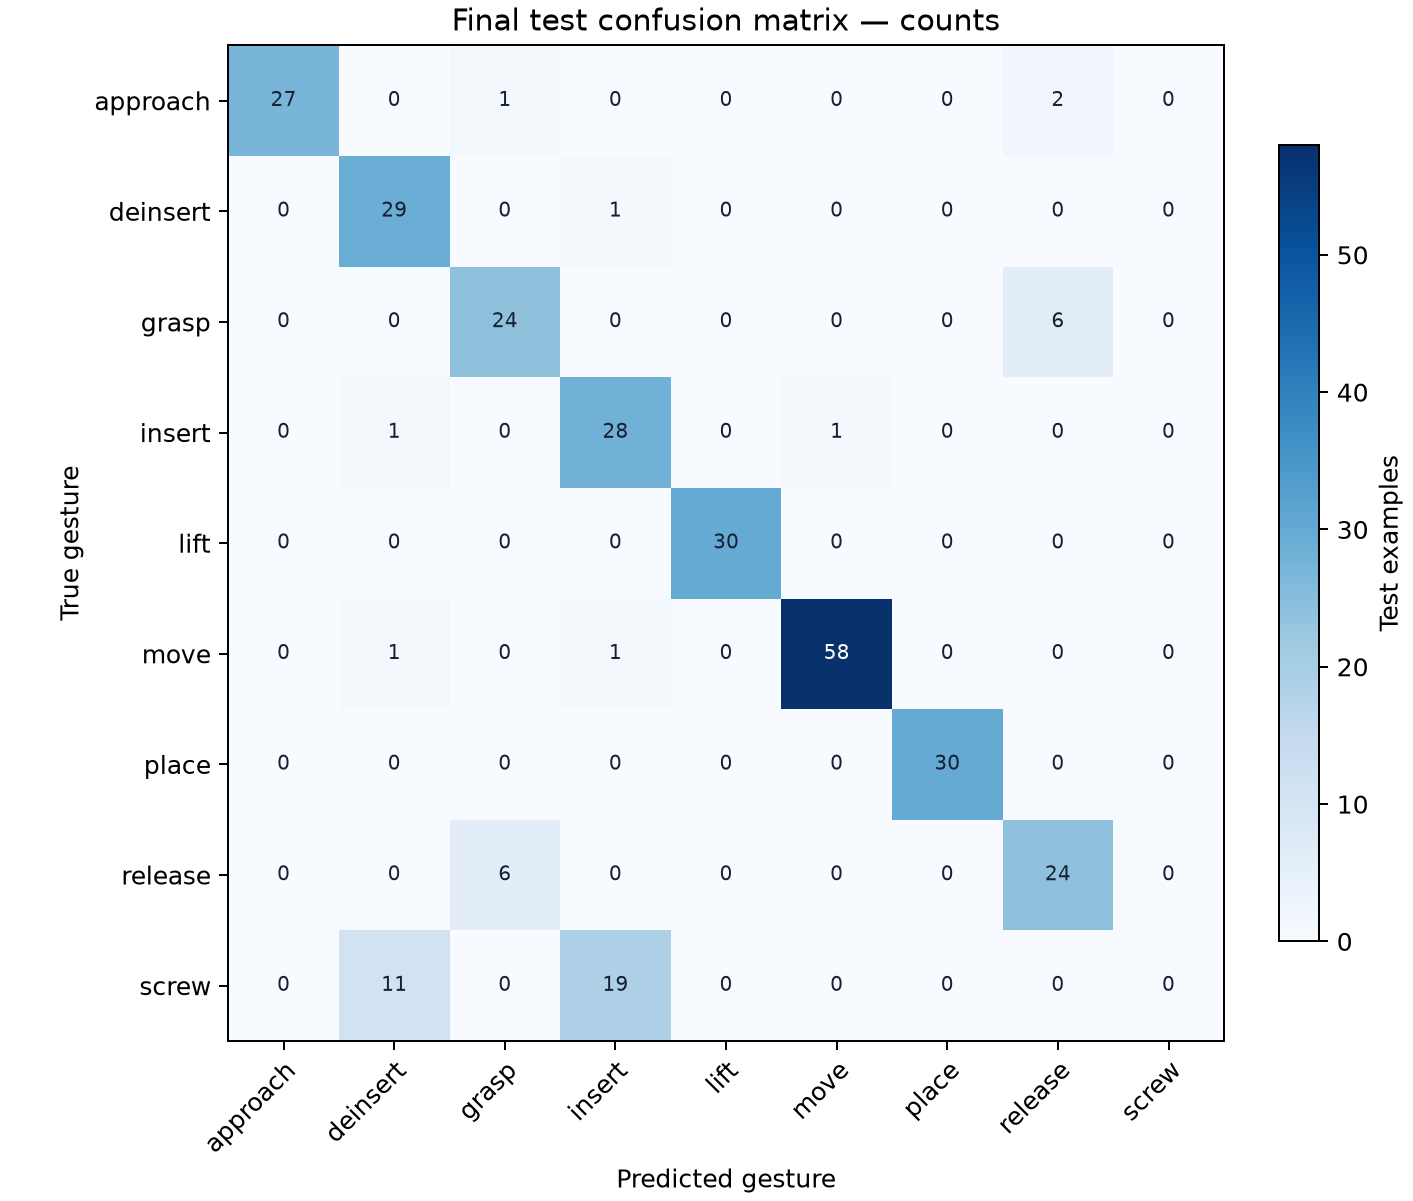 Final test confusion matrix — counts
approach 27 0 1 0 0 0 0 2 0
deinsert 0 29 0 1 0 0 0 0 0
grasp 0 0 24 0 0 0 0 6 0
insert 0 1 0 28 0 1 0 0 0
lift 0 0 0 0 30 0 0 0 0
move 0 1 0 1 0 58 0 0 0
place 0 0 0 0 0 0 30 0 0
release 0 0 6 0 0 0 0 24 0
screw 0 11 0 19 0 0 0 0 0
approach deinsert grasp insert lift move place release screw
Predicted gesture
True gesture
50
40
30
20
10
0
Test examples